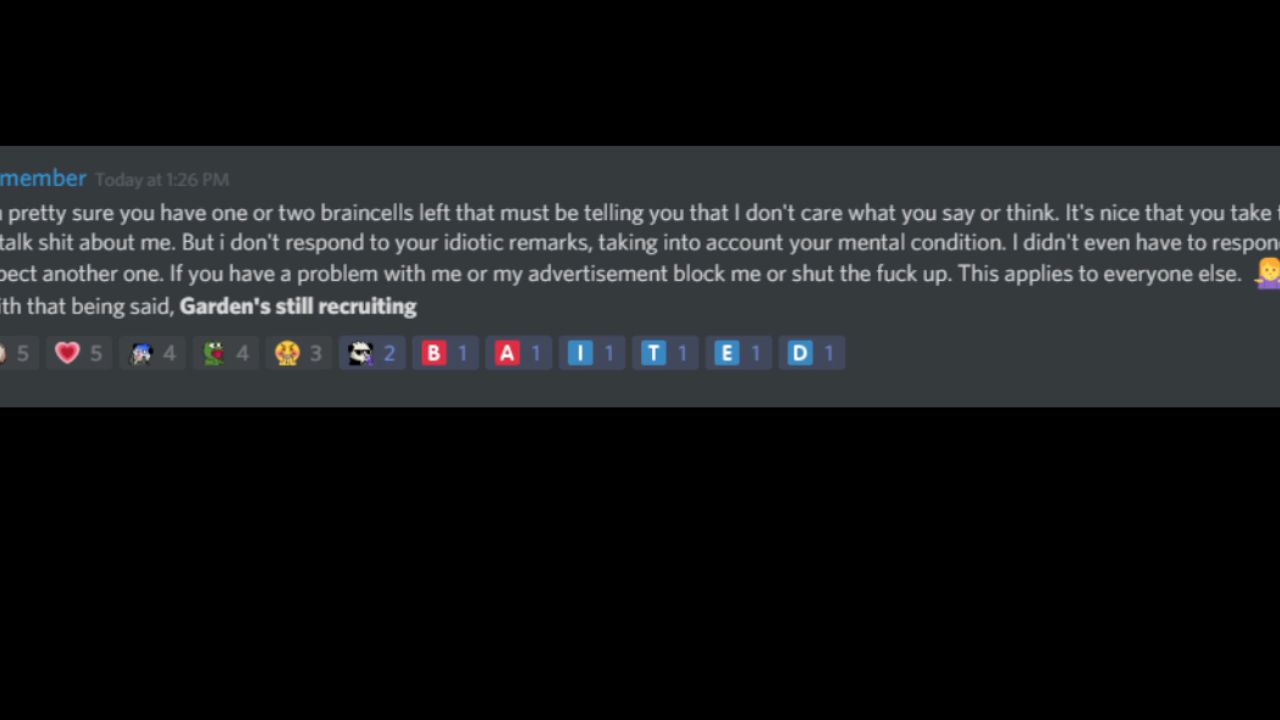 member Today at 1:26 PM
pretty sure you have one or two braincells left that must be telling you that I don't care what you say or think. It's nice that you take
talk shit about me. But i don't respond to your idiotic remarks, taking into account your mental condition. I didn't even have to respon
pect another one. If you have a problem with me or my advertisement block me or shut the fuck up. This applies to everyone else.
ith that being said, Garden's still recruiting
5 5 4 4 3 2 B 1 A 1 I 1 T 1 E 1 D 1